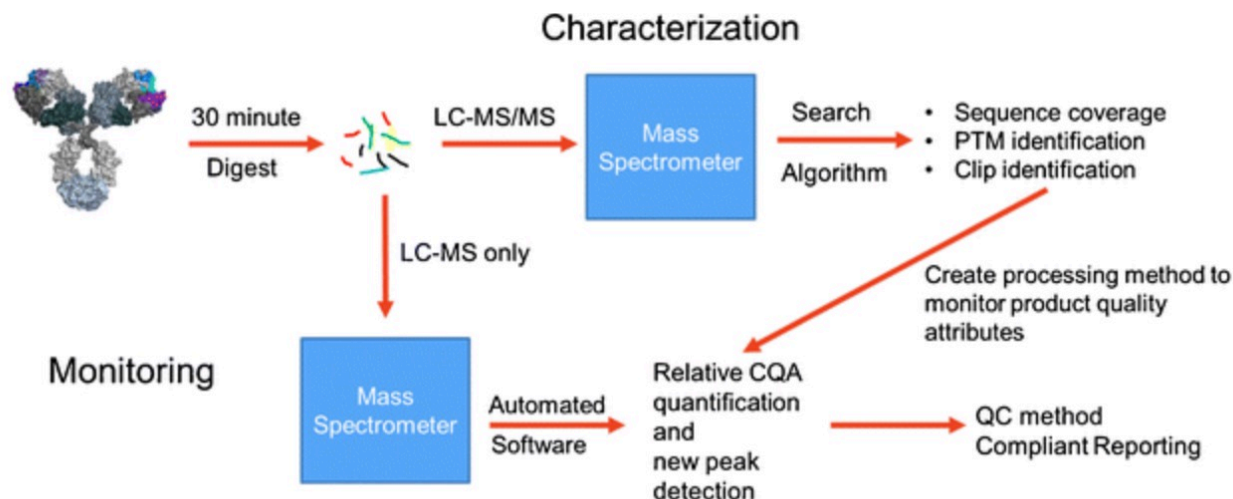 Characterization
30 minute
Digest
LC-MS/MS
Mass
Spectrometer
Search
Algorithm
• Sequence coverage
• PTM identification
• Clip identification
LC-MS only
Create processing method to
monitor product quality
attributes
Monitoring
Mass
Spectrometer
Automated
Software
Relative CQA
quantification
and
new peak
detection
QC method
Compliant Reporting